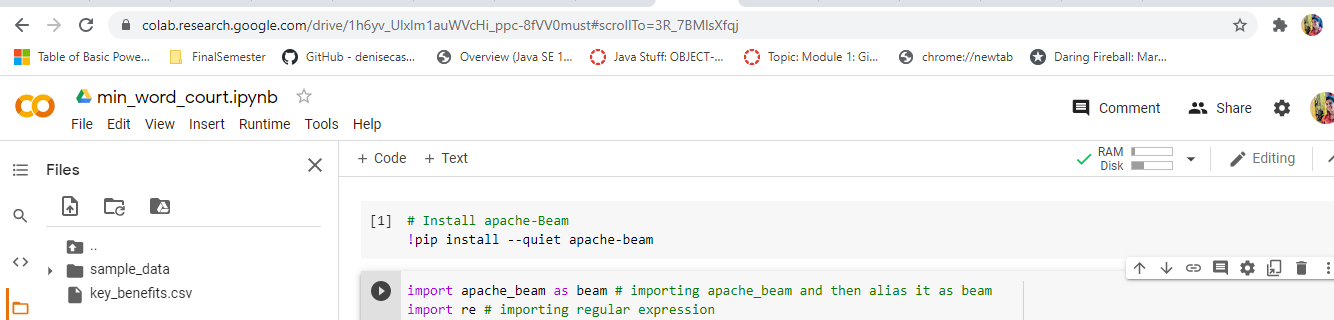 colab.research.google.com/drive/1h6yv_UlxIm1auWVcHi_ppc-8fVV0must#scrollTo=3R_7BMIsXfqj
Table of Basic Powe... FinalSemester GitHub - denisecas... Overview (Java SE 1... Java Stuff: OBJECT-... Topic: Module 1: Gi... chrome://newtab Daring Fireball: Mar...
CO min_word_court.ipynb
Comment Share
File Edit View Insert Runtime Tools Help
Files
+ Code + Text
RAM
Disk
Editing
[1] # Install apache-Beam
!pip install --quiet apache-beam
..
sample_data
key_benefits.csv
import apache_beam as beam # importing apache_beam and then alias it as beam
import re # importing regular expression